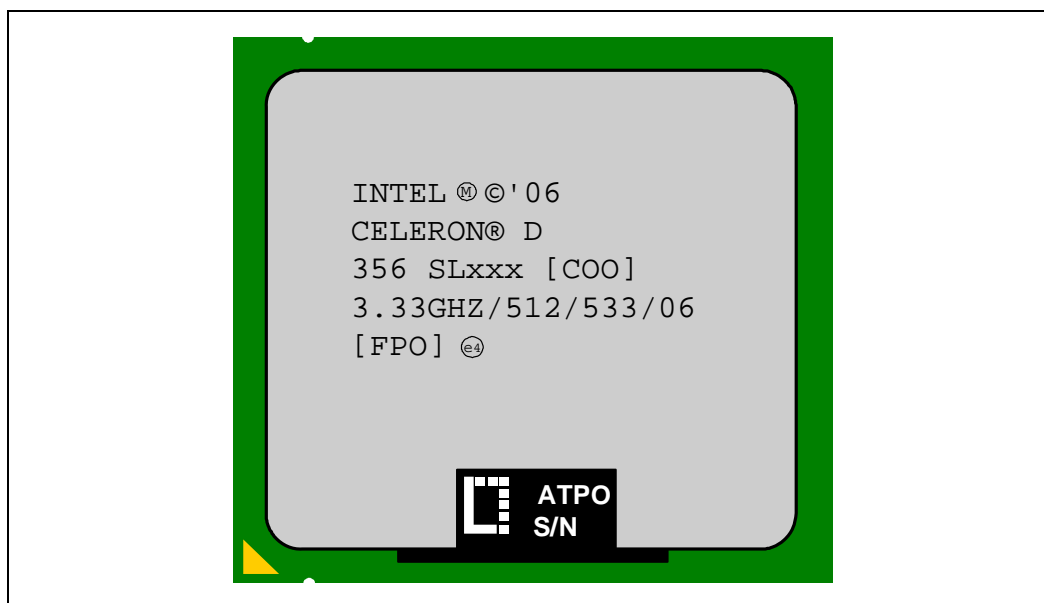 INTEL Ⓜ ©'06
CELERON® D
356 SLxxx [COO]
3.33GHZ/512/533/06
[FPO] (e4)
ATPO
S/N